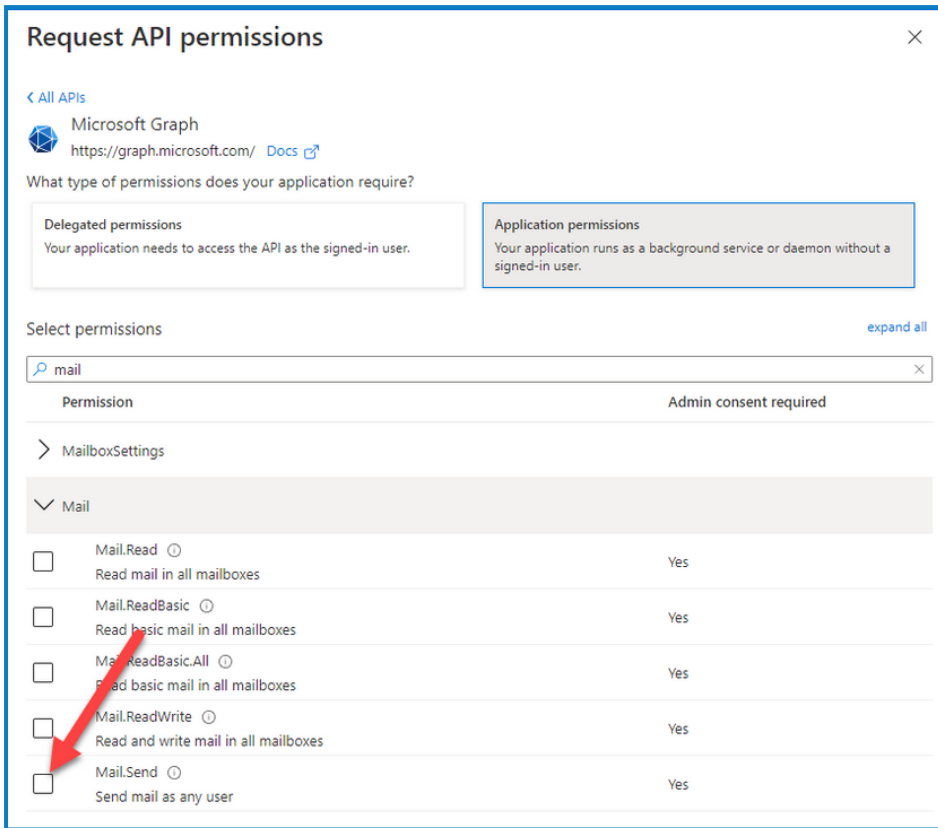 Request API permissions
All APIs
Microsoft Graph
https://graph.microsoft.com/ Docs
What type of permissions does your application require?
Delegated permissions
Your application needs to access the API as the signed-in user.
Application permissions
Your application runs as a background service or daemon without a
signed-in user.
Select permissions
expand all
mail
Permission
Admin consent required
MailboxSettings
Mail
Mail.Read
Read mail in all mailboxes
Yes
Mail.ReadBasic
Read basic mail in all mailboxes
Yes
Mail.ReadBasic.All
Read basic mail in all mailboxes
Yes
Mail.ReadWrite
Read and write mail in all mailboxes
Yes
Mail.Send
Send mail as any user
Yes